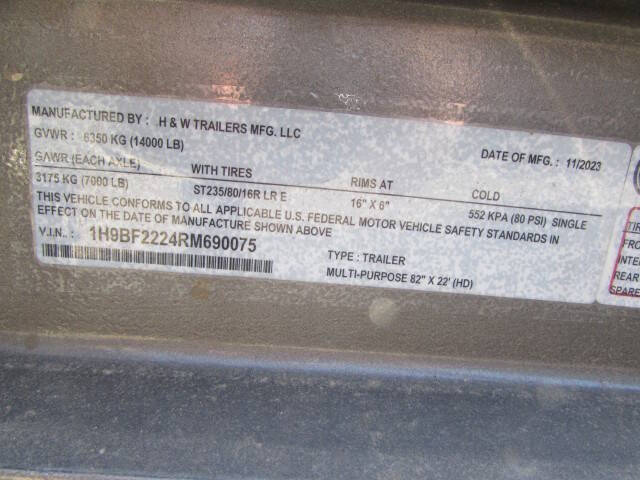 MANUFACTURED BY : H & W TRAILERS MFG. LLC
GVWR : 6350 KG (14000 LB) DATE OF MFG. : 11/2023
GAWR (EACH AXLE) WITH TIRES RIMS AT COLD
3175 KG (7000 LB) ST235/80/16R LR E 16" X 6" 552 KPA (80 PSI) SINGLE
THIS VEHICLE CONFORMS TO ALL APPLICABLE U.S. FEDERAL MOTOR VEHICLE SAFETY STANDARDS IN
EFFECT ON THE DATE OF MANUFACTURE SHOWN ABOVE
V.I.N.. : 1H9BF2224RM690075 TYPE : TRAILER
MULTI-PURPOSE 82" X 22' (HD)
REAR
SPARE